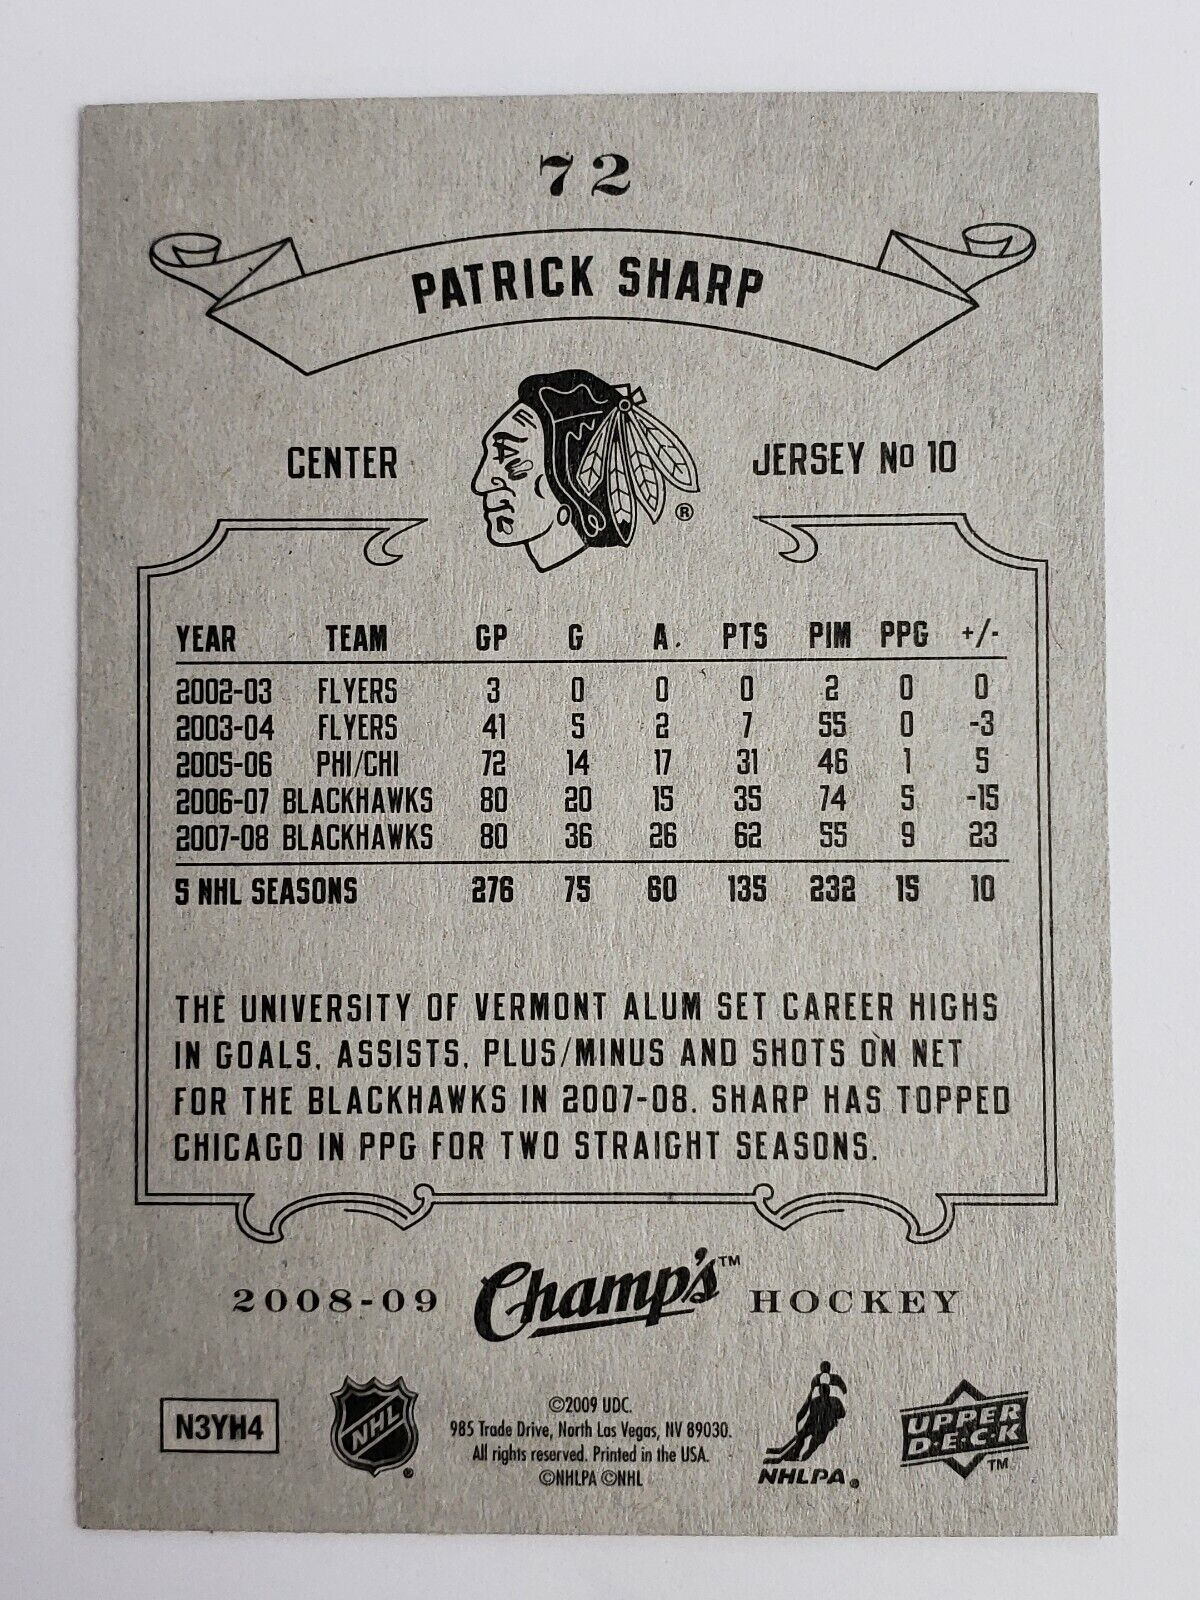 72
PATRICK SHARP
CENTER JERSEY No 10
®
YEAR TEAM GP G A. PTS PIM PPG +/-
2002-03 FLYERS 3 0 0 0 2 0 0
2003-04 FLYERS 41 5 2 7 55 0 -3
2005-06 PHI/CHI 72 14 17 31 46 1 5
2006-07 BLACKHAWKS 80 20 15 35 74 5 -15
2007-08 BLACKHAWKS 80 36 26 62 55 9 23
5 NHL SEASONS 276 75 60 135 232 15 10
THE UNIVERSITY OF VERMONT ALUM SET CAREER HIGHS
IN GOALS, ASSISTS, PLUS/MINUS AND SHOTS ON NET
FOR THE BLACKHAWKS IN 2007-08. SHARP HAS TOPPED
CHICAGO IN PPG FOR TWO STRAIGHT SEASONS.
2008-09 Champ's™ HOCKEY
N3YH4
NHL®
©2009 UDC.
985 Trade Drive, North Las Vegas, NV 89030.
All rights reserved. Printed in the USA.
©NHLPA ©NHL
NHLPA®
UPPER
D•E•C•K™